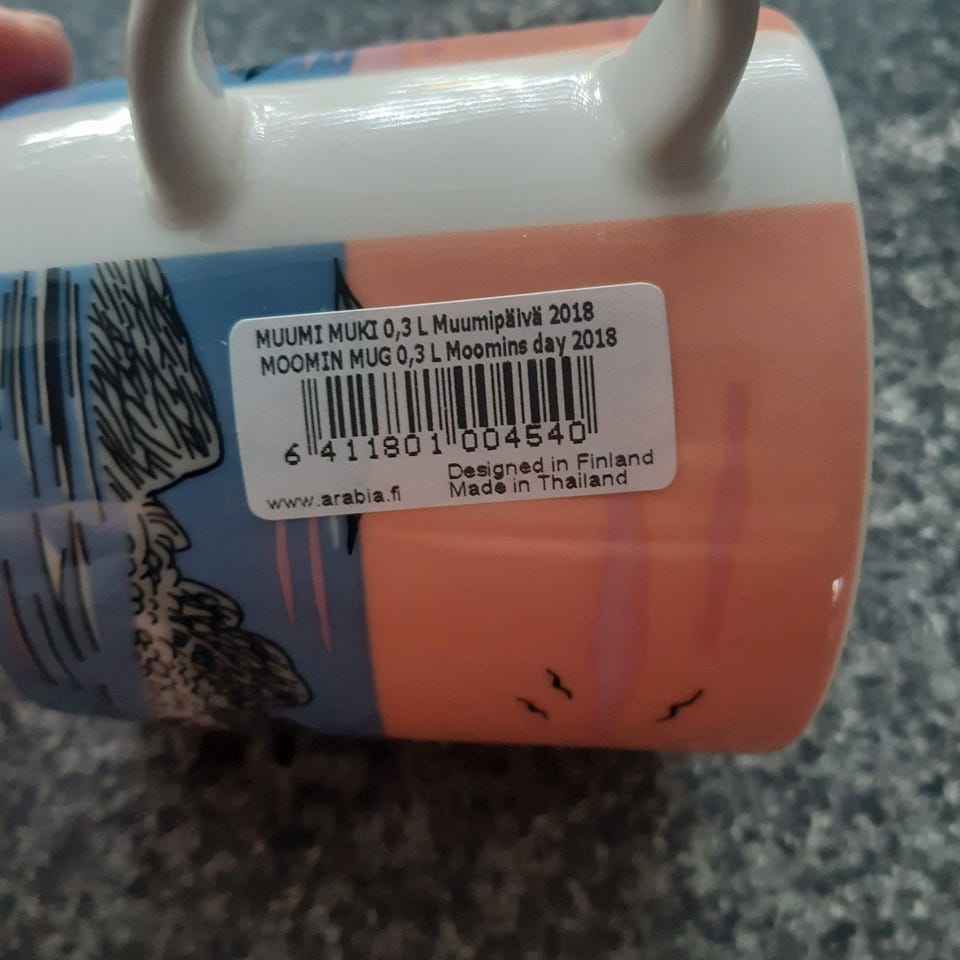 MUUMI MUKI 0,3 L Muumipäivä 2018
MOOMIN MUG 0,3 L Moomins day 2018
6 411801 004540
Designed in Finland
www.arabia.fi Made in Thailand